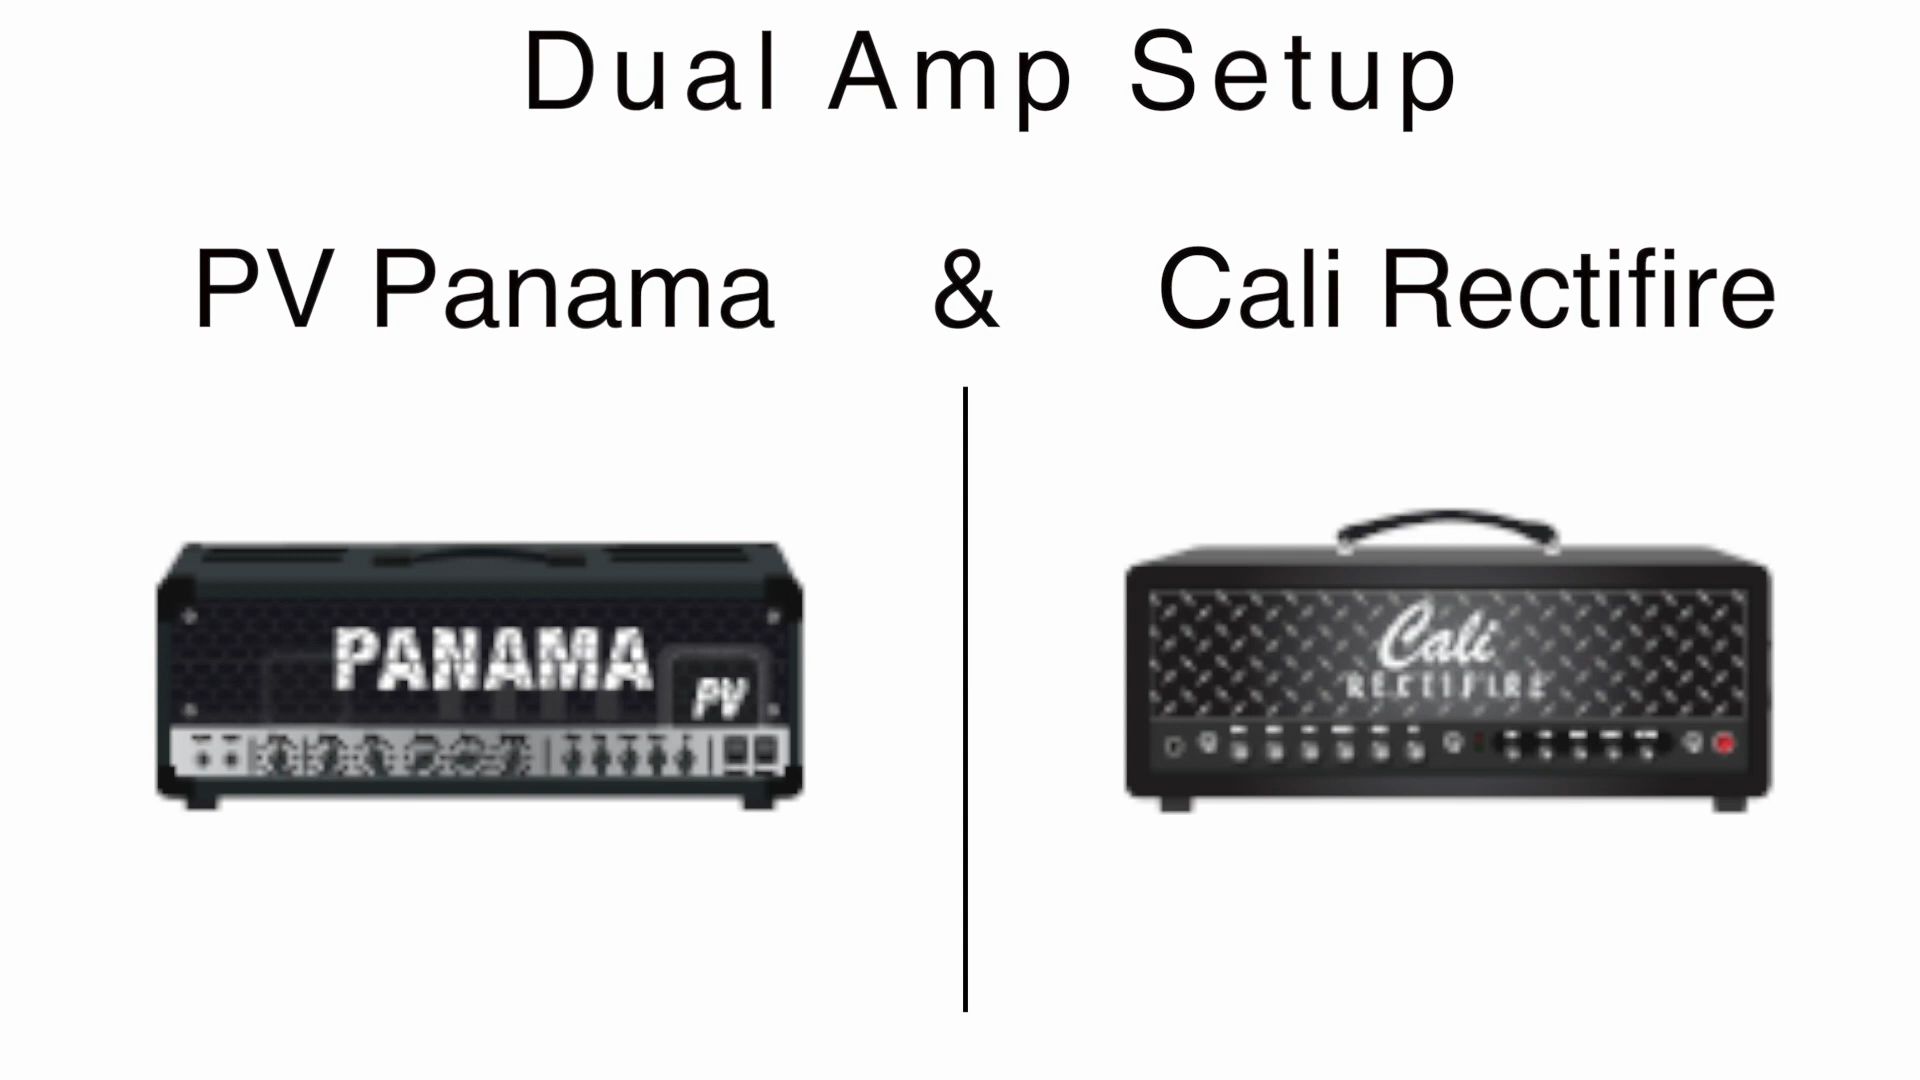 Dual Amp Setup
PV Panama & Cali Rectifire
PANAMA
PV
Cali
RECTIFIRE